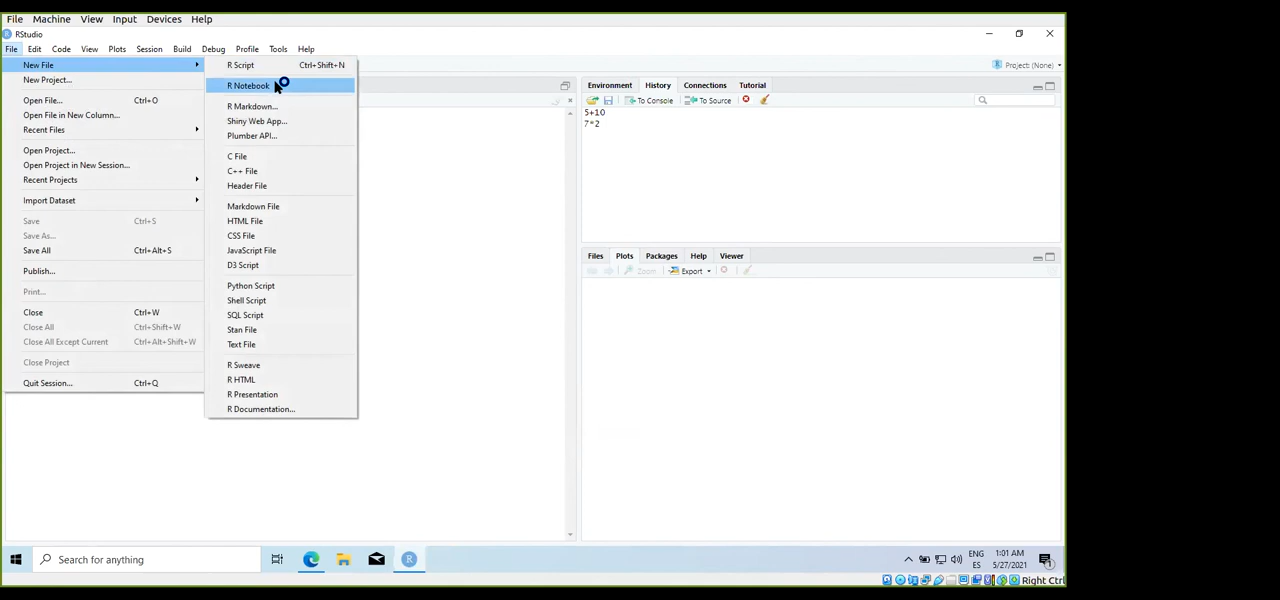 File Machine View Input Devices Help
RStudio
File Edit Code View Plots Session Build Debug Profile Tools Help
Project: (None)
New File
New Project...
Open File... Ctrl+O
Open File in New Column...
Recent Files
Open Project...
Open Project in New Session...
Recent Projects
Import Dataset
Save Ctrl+S
Save As...
Save All Ctrl+Alt+S
Publish...
Print...
Close Ctrl+W
Close All Ctrl+Shift+W
Close All Except Current Ctrl+Alt+Shift+W
Close Project
Quit Session... Ctrl+Q
R Script Ctrl+Shift+N
R Notebook
R Markdown...
Shiny Web App...
Plumber API...
C File
C++ File
Header File
Markdown File
HTML File
CSS File
JavaScript File
D3 Script
Python Script
Shell Script
SQL Script
Stan File
Text File
R Sweave
R HTML
R Presentation
R Documentation...
Environment History Connections Tutorial
To Console To Source
5+10
7*2
Files Plots Packages Help Viewer
Zoom Export
Search for anything
ENG
ES
1:01 AM
5/27/2021
1
Right Ctrl